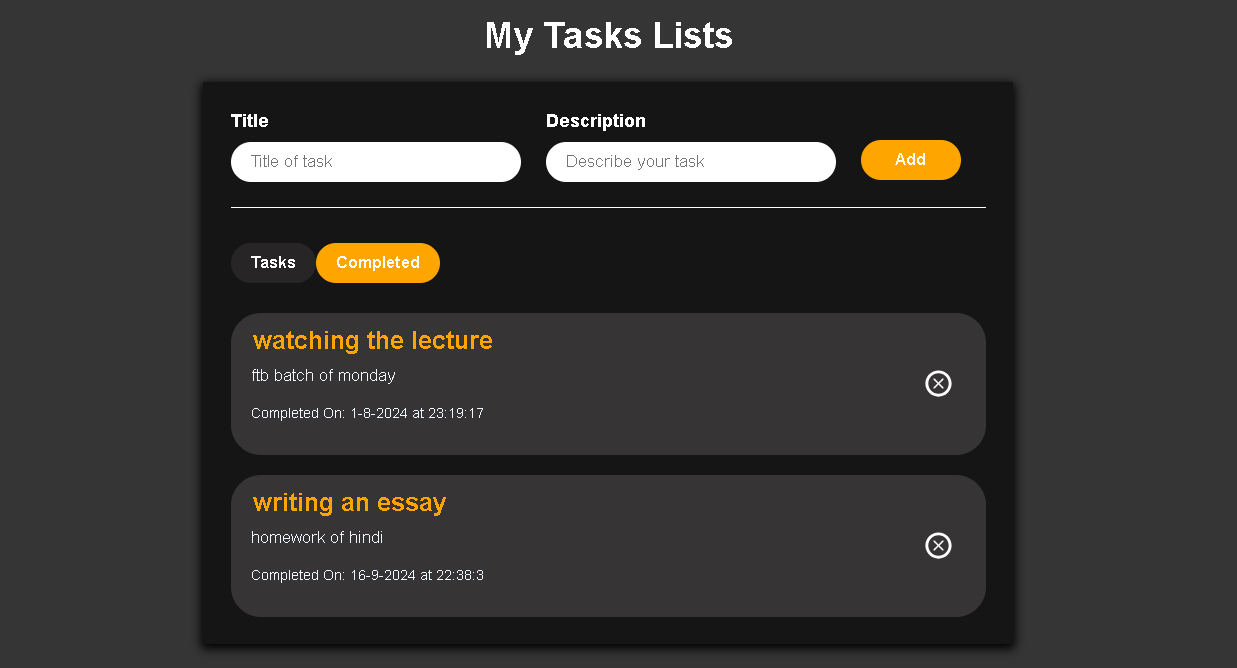 My Tasks Lists
Title Description
Title of task Describe your task Add
Tasks Completed
watching the lecture
ftb batch of monday
Completed On: 1-8-2024 at 23:19:17
writing an essay
homework of hindi
Completed On: 16-9-2024 at 22:38:3